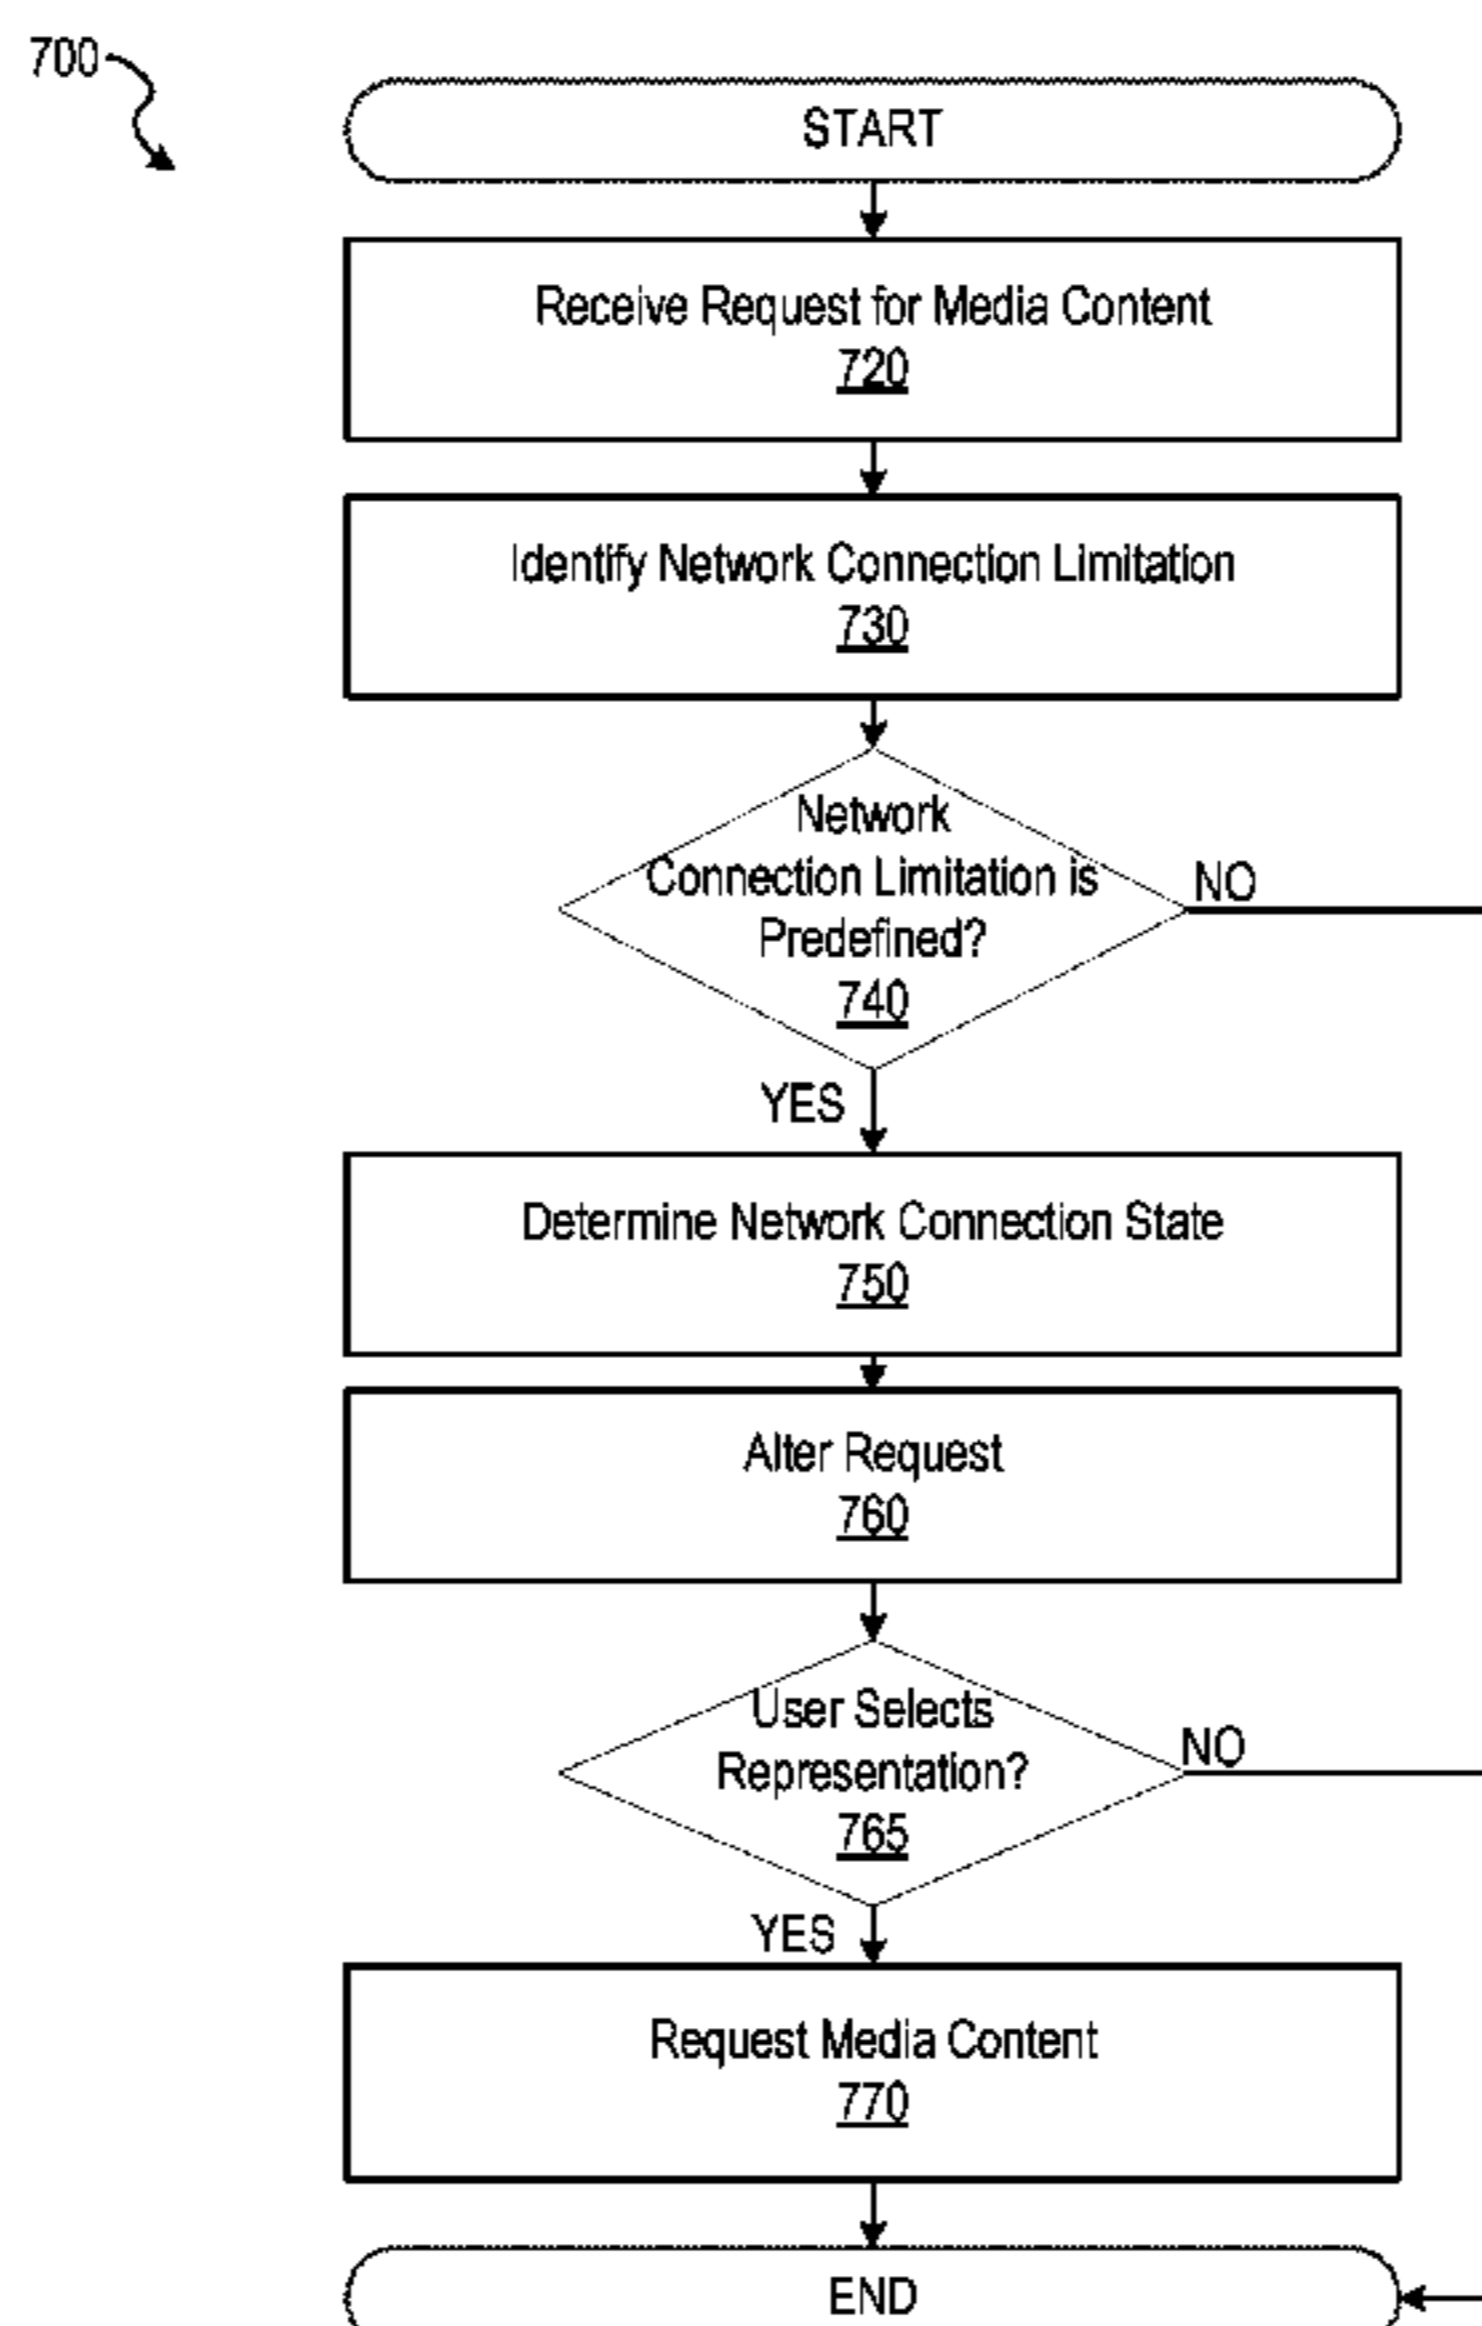 700
START
Receive Request for Media Content
720
Identify Network Connection Limitation
730
Network
Connection Limitation is
Predefined?
740
NO
YES
Determine Network Connection State
750
Alter Request
760
User Selects
Representation?
765
NO
YES
Request Media Content
770
END